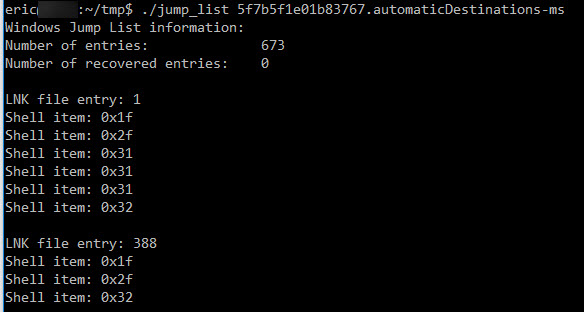 eric :~/tmp$ ./jump_list 5f7b5f1e01b83767.automaticDestinations-ms
Windows Jump List information:
Number of entries: 673
Number of recovered entries: 0
LNK file entry: 1
Shell item: 0x1f
Shell item: 0x2f
Shell item: 0x31
Shell item: 0x31
Shell item: 0x31
Shell item: 0x32
LNK file entry: 388
Shell item: 0x1f
Shell item: 0x2f
Shell item: 0x32